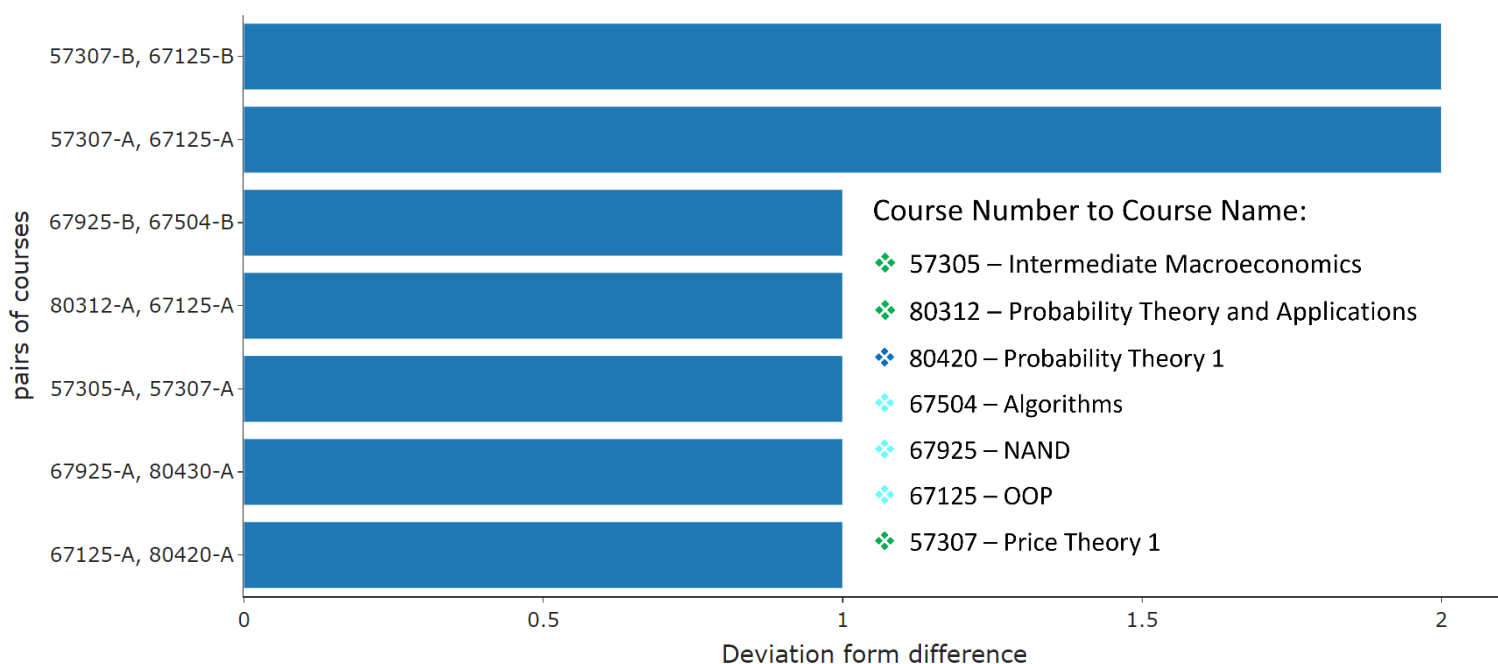 57307-B, 67125-B
57307-A, 67125-A
67925-B, 67504-B
80312-A, 67125-A
57305-A, 57307-A
67925-A, 80430-A
67125-A, 80420-A
pairs of courses
Course Number to Course Name:
57305 – Intermediate Macroeconomics
80312 – Probability Theory and Applications
80420 – Probability Theory 1
67504 – Algorithms
67925 – NAND
67125 – OOP
57307 – Price Theory 1
0 0.5 1 1.5 2
Deviation form difference